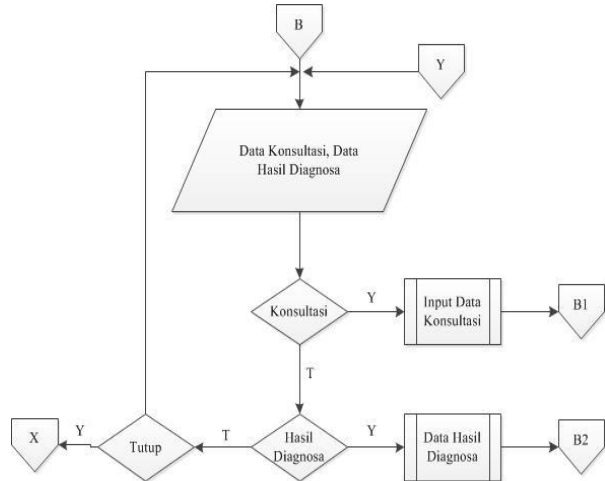 B
Y
Data Konsultasi, Data
Hasil Diagnosa
Konsultasi
Y
Input Data
Konsultasi
B1
T
X
Y
Tutup
T
Hasil
Diagnosa
Y
Data Hasil
Diagnosa
B2